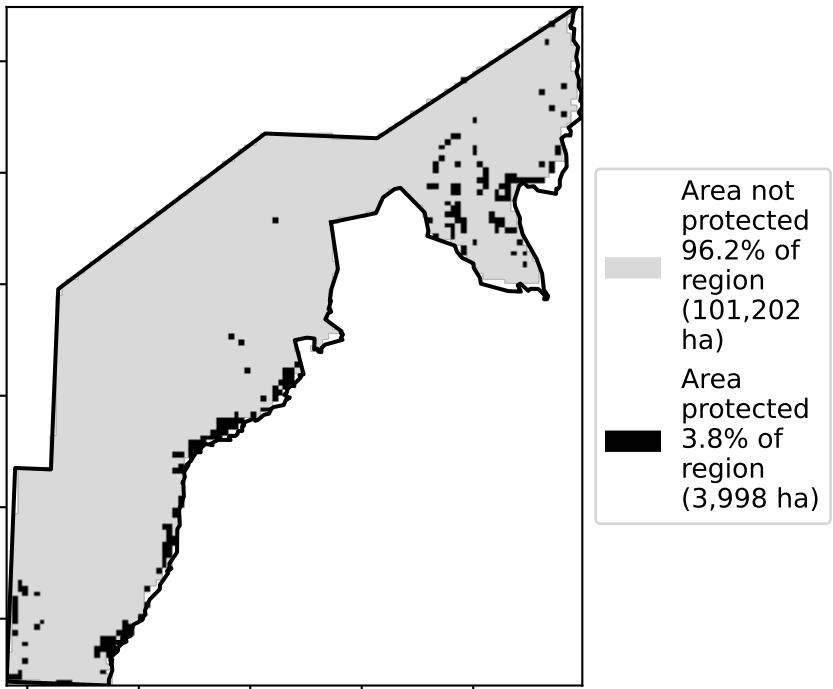 Area not
protected
96.2% of
region
(101,202
ha)
Area
protected
3.8% of
region
(3,998 ha)